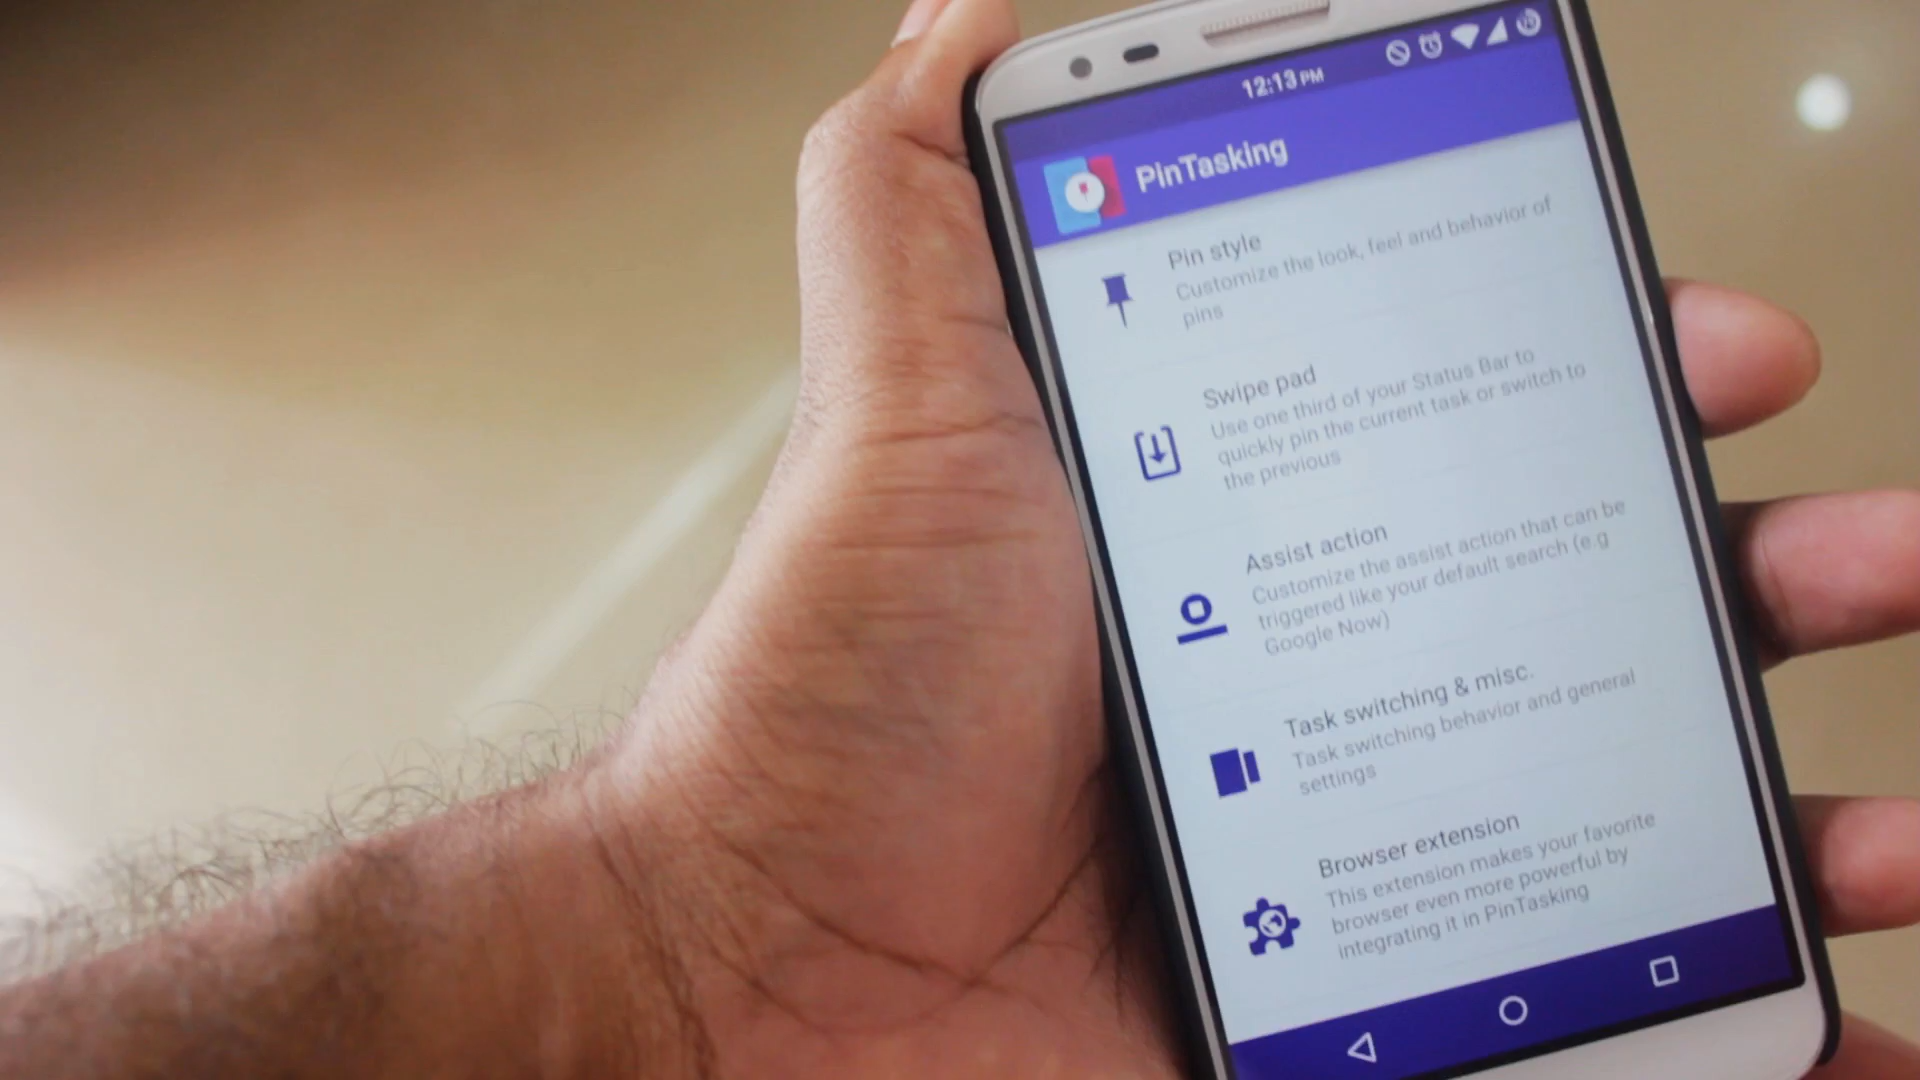 12:13 PM
PinTasking
Pin style
Customize the look, feel and behavior of
pins
Swipe pad
Use one third of your Status Bar to
quickly pin the current task or switch to
the previous
Assist action
Customize the assist action that can be
triggered like your default search (e.g
Google Now)
Task switching & misc.
Task switching behavior and general
settings
Browser extension
This extension makes your favorite
browser even more powerful by
integrating it in PinTasking